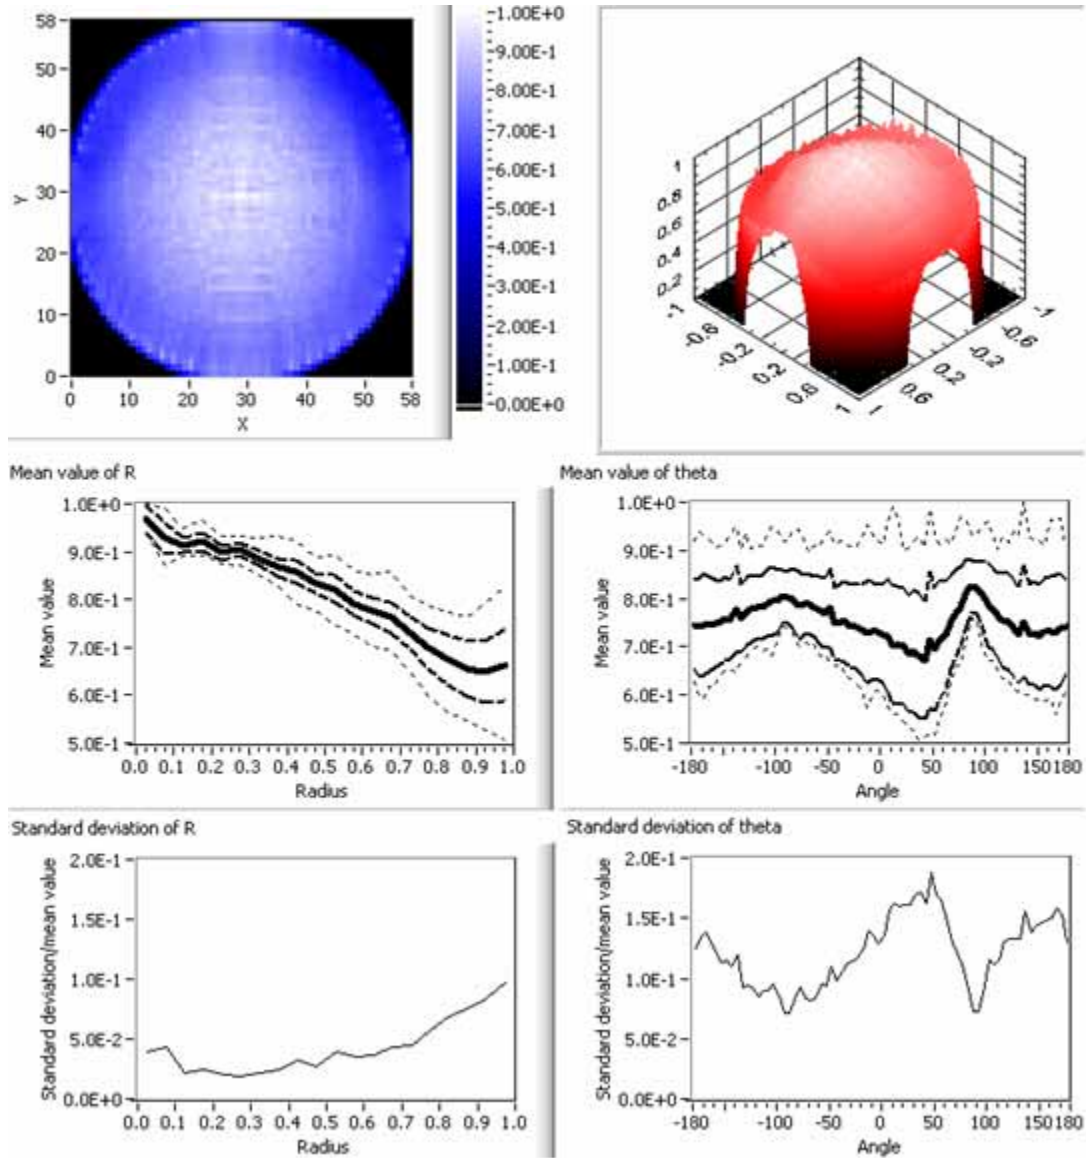 58
50
40
30
20
10
0
Y
0 10 20 30 40 50 58
X
1.00E+0
9.00E-1
8.00E-1
7.00E-1
6.00E-1
5.00E-1
4.00E-1
3.00E-1
2.00E-1
1.00E-1
0.00E+0
1
0.8
0.6
0.4
0.2
-1 -0.6 -0.2 0.2 0.6 1
1 0.6 0.2 -0.2 -0.6 -1
Mean value of R
1.0E+0
9.0E-1
8.0E-1
7.0E-1
6.0E-1
5.0E-1
Mean value
0.0 0.1 0.2 0.3 0.4 0.5 0.6 0.7 0.8 0.9 1.0
Radius
Mean value of theta
1.0E+0
9.0E-1
8.0E-1
7.0E-1
6.0E-1
5.0E-1
Mean value
-180 -100 -50 0 50 100 150 180
Angle
Standard deviation of R
2.0E-1
1.5E-1
1.0E-1
5.0E-2
0.0E+0
Standard deviation/mean value
0.0 0.1 0.2 0.3 0.4 0.5 0.6 0.7 0.8 0.9 1.0
Radius
Standard deviation of theta
2.0E-1
1.5E-1
1.0E-1
5.0E-2
0.0E+0
Standard deviation/mean value
-180 -100 -50 0 50 100 150 180
Angle